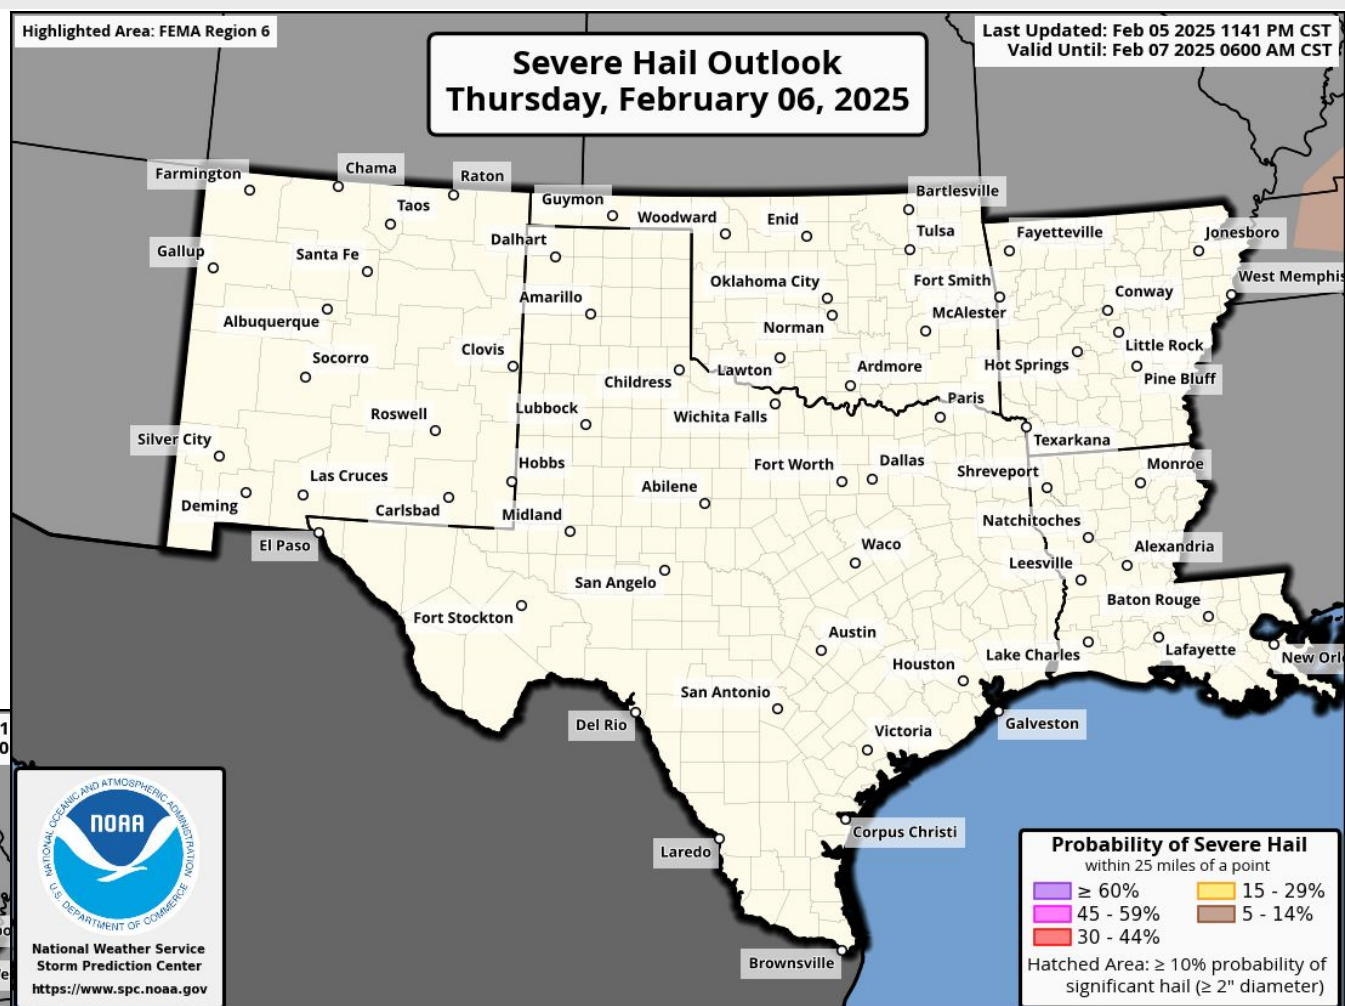 Highlighted Area: FEMA Region 6
Last Updated: Feb 05 2025 1141 PM CST
Valid Until: Feb 07 2025 0600 AM CST
Severe Hail Outlook
Thursday, February 06, 2025
Farmington
Chama
Raton
Guymon
Bartlesville
Taos
Woodward
Enid
Tulsa
Fayetteville
Jonesboro
Gallup
Santa Fe
Dalhart
Oklahoma City
Fort Smith
West Memphis
Amarillo
Conway
Albuquerque
Norman
McAlester
Socorro
Clovis
Little Rock
Childress
Lawton
Ardmore
Hot Springs
Pine Bluff
Roswell
Lubbock
Wichita Falls
Paris
Silver City
Texarkana
Las Cruces
Hobbs
Fort Worth
Dallas
Shreveport
Monroe
Deming
Carlsbad
Midland
Abilene
Natchitoches
El Paso
Waco
Alexandria
San Angelo
Leesville
Fort Stockton
Baton Rouge
Austin
Houston
Lake Charles
Lafayette
New Orl
San Antonio
Del Rio
Victoria
Galveston
Laredo
Corpus Christi
Brownsville
NATIONAL OCEANIC AND ATMOSPHERIC ADMINISTRATION
NOAA
U.S. DEPARTMENT OF COMMERCE
National Weather Service
Storm Prediction Center
https://www.spc.noaa.gov
Probability of Severe Hail
within 25 miles of a point
≥ 60%
15 - 29%
45 - 59%
5 - 14%
30 - 44%
Hatched Area: ≥ 10% probability of
significant hail (≥ 2" diameter)